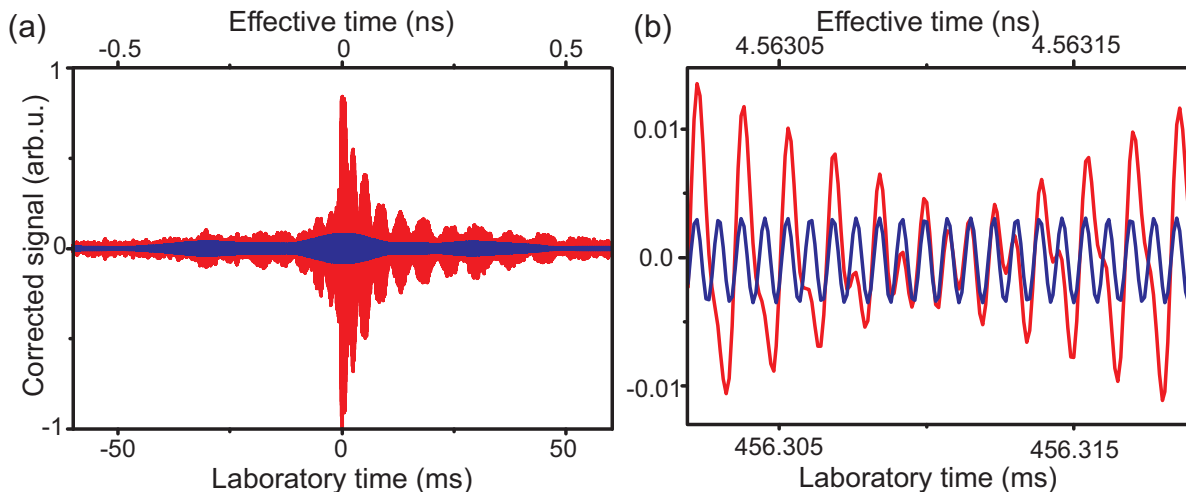 (a)
Effective time (ns)
-0.5 0 0.5
Corrected signal (arb.u.)
1
0
-1
-50 0 50
Laboratory time (ms)
(b)
Effective time (ns)
4.56305 4.56315
0.01
0.0
-0.01
456.305 456.315
Laboratory time (ms)